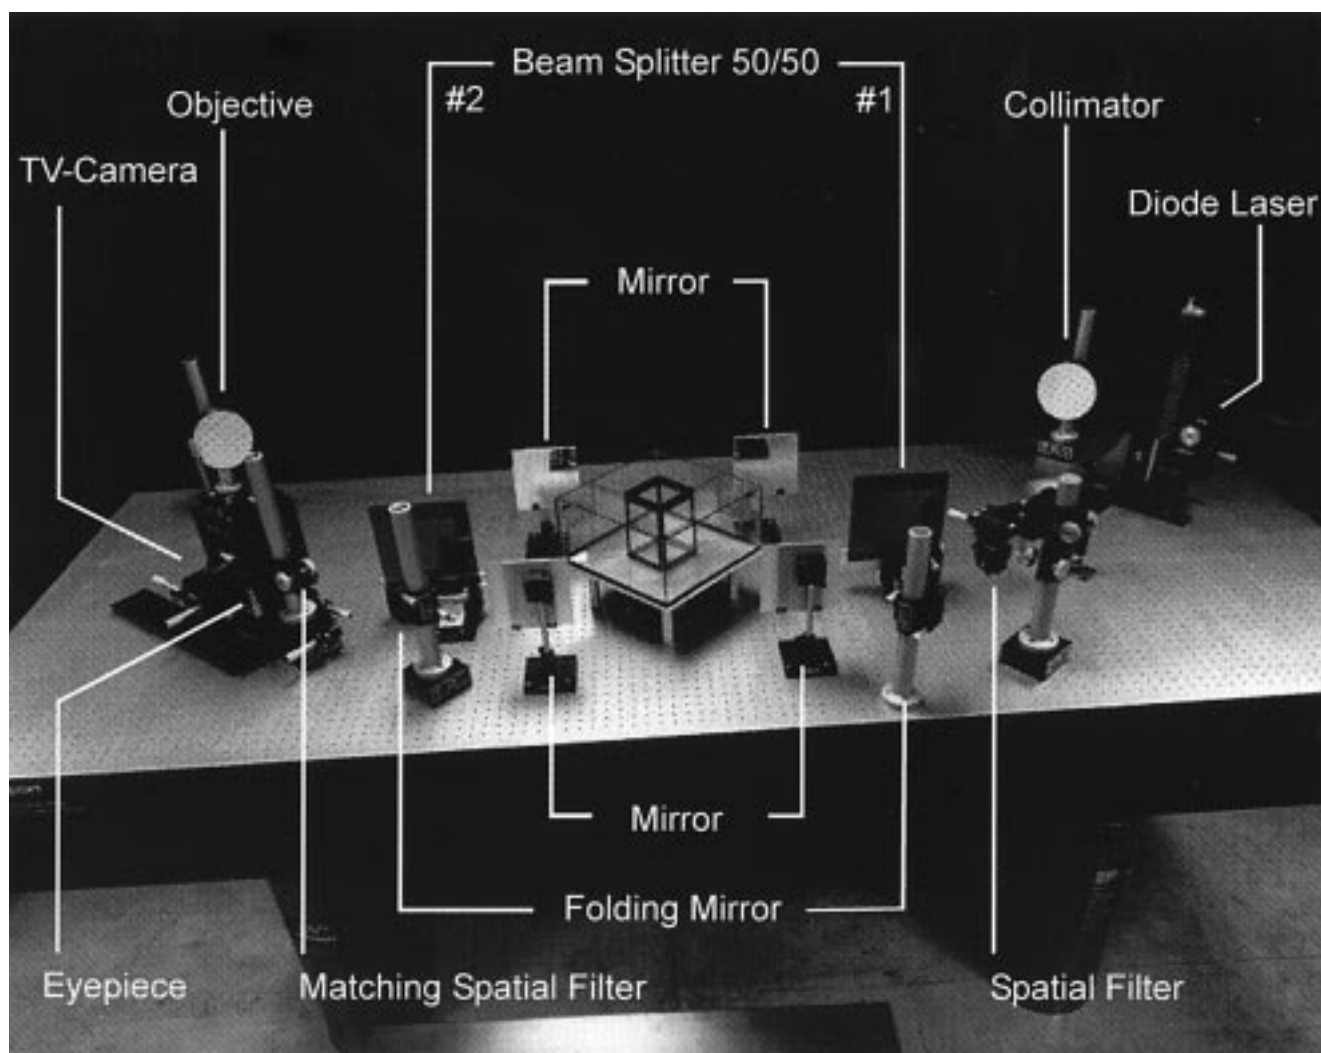 Beam Splitter 50/50
#2
#1
Objective
Collimator
TV-Camera
Diode Laser
Mirror
Mirror
Folding Mirror
Eyepiece
Matching Spatial Filter
Spatial Filter